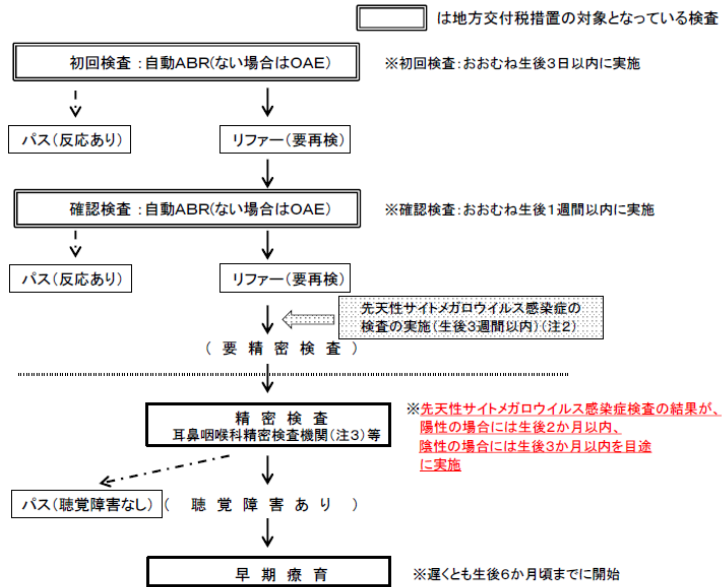 は地方交付税措置の対象となっている検査
初回検査：自動ABR(ない場合はOAE)
※初回検査：おおむね生後3日以内に実施
パス(反応あり)
リファー(要再検)
確認検査：自動ABR(ない場合はOAE)
※確認検査：おおむね生後1週間以内に実施
パス(反応あり)
リファー(要再検)
先天性サイトメガロウイルス感染症の
検査の実施(生後3週間以内)(注2)
(要精密検査)
精密検査
耳鼻咽喉科精密検査機関(注3)等
※先天性サイトメガロウイルス感染症検査の結果が、
陽性の場合には生後2か月以内、
陰性の場合には生後3か月以内を目途
に実施
パス(聴覚障害なし)
(聴覚障害あり)
早期療育
※遅くとも生後6か月頃までに開始